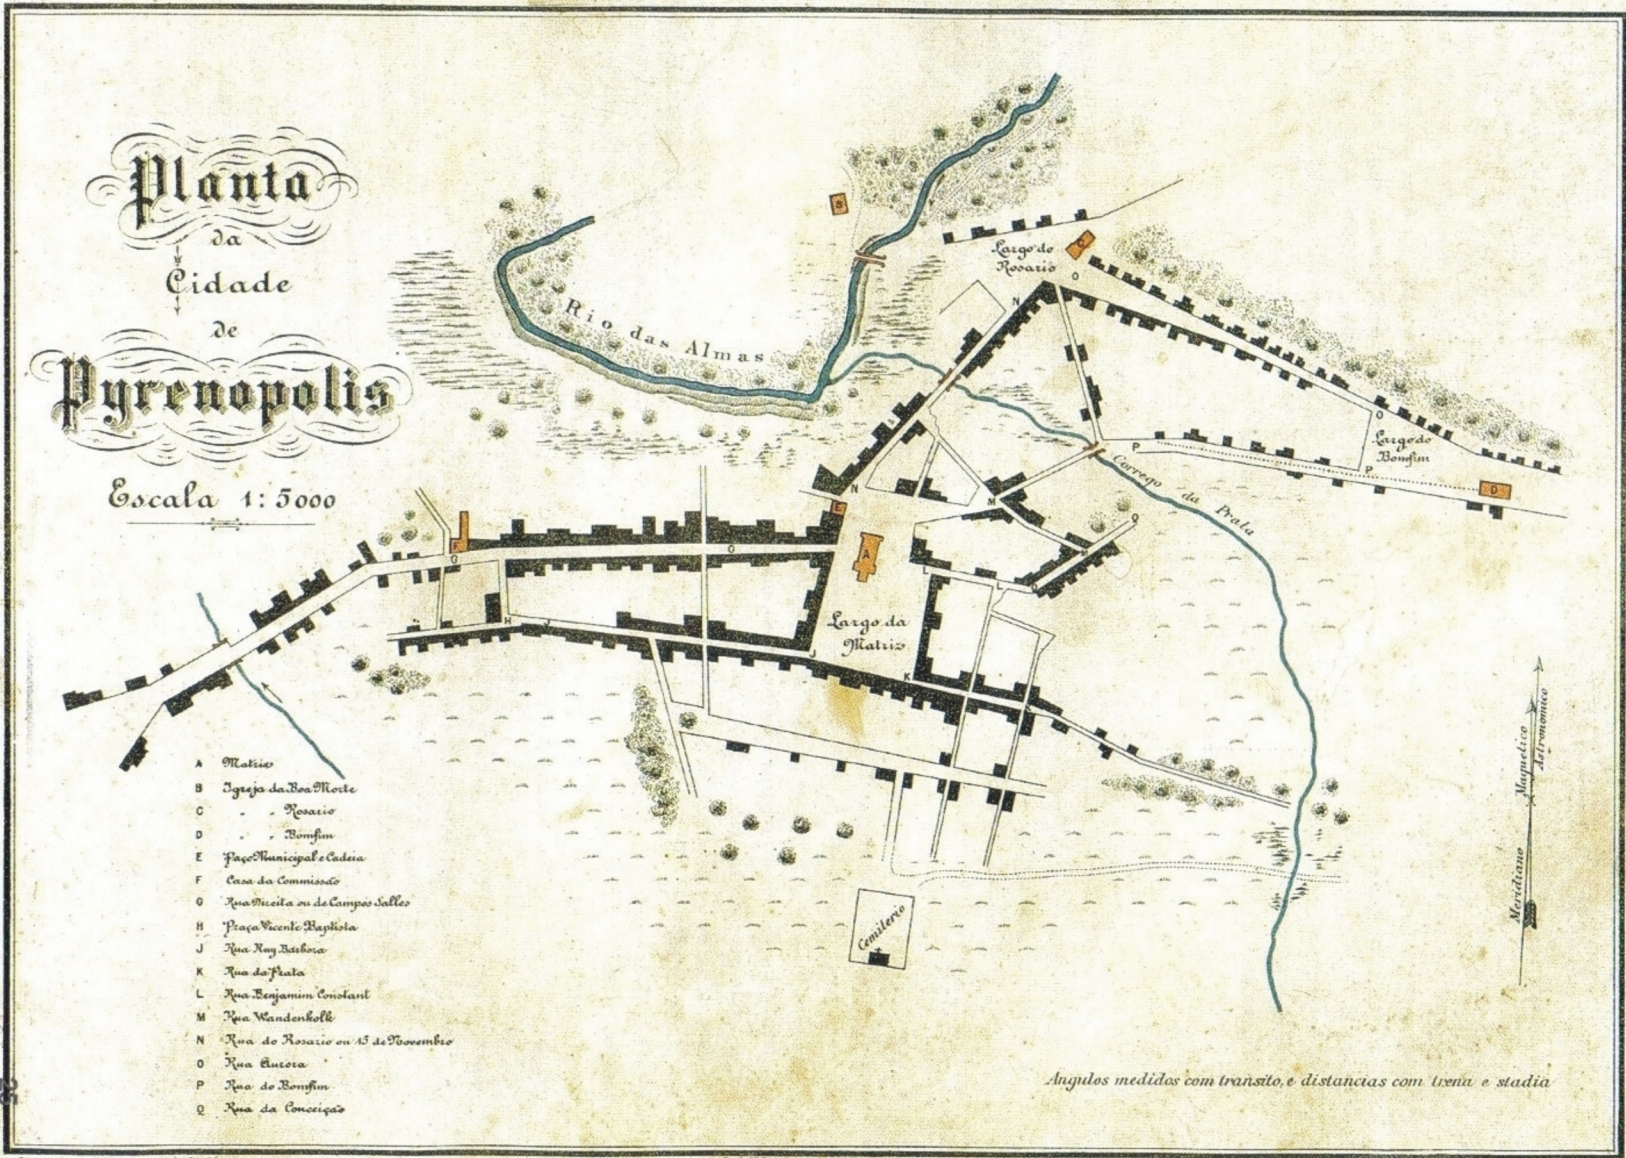 Planta
da
Cidade
de
Pyrenopolis
Escala 1:5000
B
Largo do
Rosario
C
O
N
Rio das Almas
O
Largo do
Bomfim
P
P
D
Corrego da Prata
N
M
E
A
Q
M
F
G
G
L
L
H
J
Largo da
Matriz
J
K
Cemiterio
A Matriz
B Igreja da Boa Morte
C " " Rosario
D " " Bomfim
E Paço Municipal e Cadeia
F Casa da Commissão
G Rua Direita ou de Campos Salles
H Praça Vicente Baptista
J Rua Ruy Barbosa
K Rua da Prata
L Rua Benjamim Constant
M Rua Wandenkolk
N Rua do Rosario ou 15 de Novembro
O Rua Aurora
P Rua do Bomfim
Q Rua da Conceição
Meridiano Magnetico
Astronomico
Angulos medidos com transito, e distancias com trena e stadia